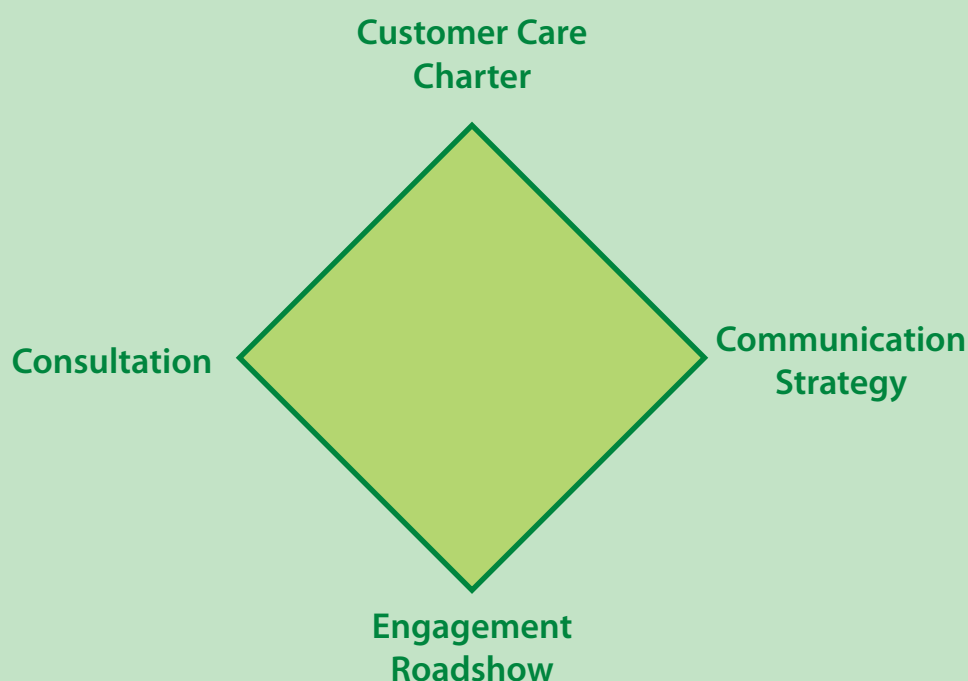 Customer Care
Charter
Consultation
Communication
Strategy
Engagement
Roadshow